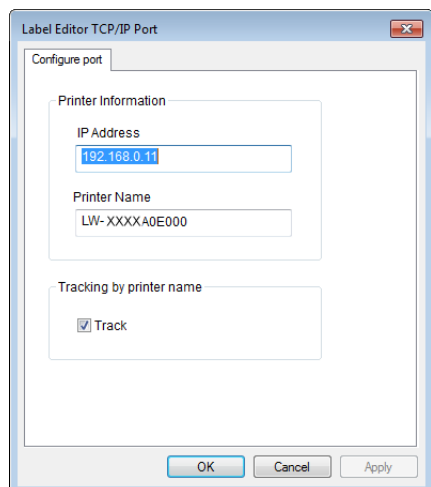 Label Editor TCP/IP Port
Configure port
Printer Information
IP Address
192.168.0.11
Printer Name
LW-XXXXA0E000
Tracking by printer name
Track
OK Cancel Apply